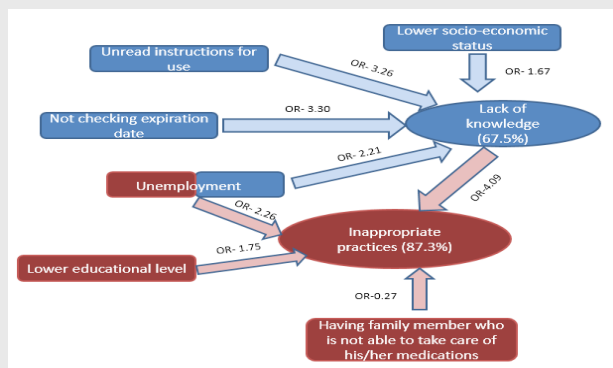 Lower socio-economic
status
Unread instructions for
use
OR- 3.26
OR- 1.67
Not checking expiration
date
OR- 3.30
Lack of
knowledge
(67.5%)
OR- 2.21
Unemployment
OR- 2.26
OR-4.09
Inappropriate
practices (87.3%)
OR- 1.75
Lower educational level
OR-0.27
Having family member who
is not able to take care of
his/her medications